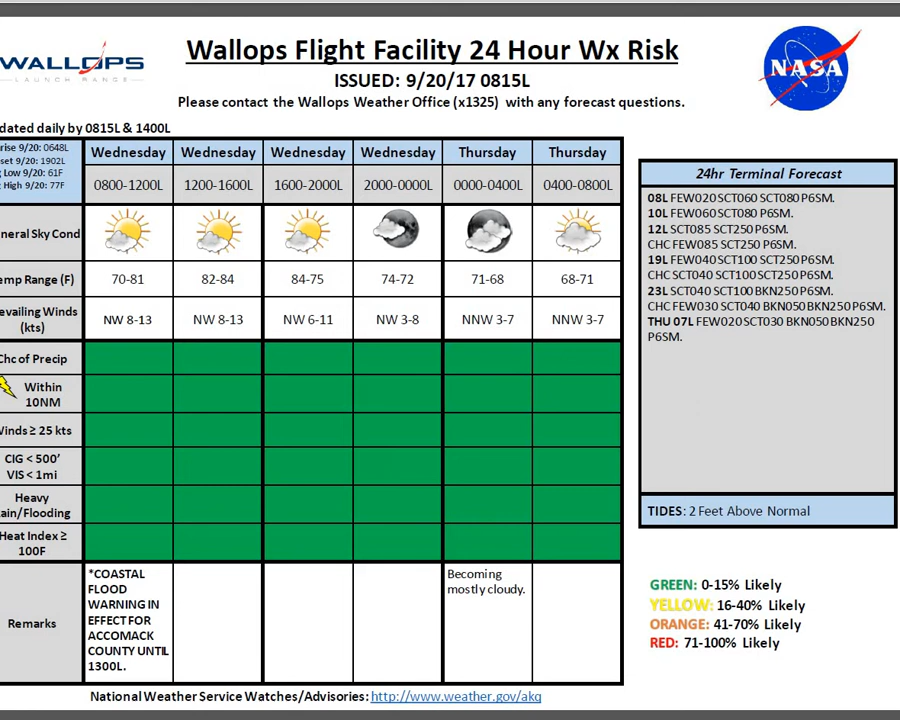 WALLOPS
LAUNCH RANGE
Wallops Flight Facility 24 Hour Wx Risk
ISSUED: 9/20/17 0815L
Please contact the Wallops Weather Office (x1325) with any forecast questions.
NASA
dated daily by 0815L & 1400L
rise 9/20: 0648L
set 9/20: 1902L
g Low 9/20: 61F
g High 9/20: 77F
Wednesday Wednesday Wednesday Wednesday Thursday Thursday
0800-1200L 1200-1600L 1600-2000L 2000-0000L 0000-0400L 0400-0800L
neral Sky Cond
emp Range (F) 70-81 82-84 84-75 74-72 71-68 68-71
evailing Winds
(kts)
NW 8-13 NW 8-13 NW 6-11 NW 3-8 NNW 3-7 NNW 3-7
Chc of Precip
Within
10NM
Winds ≥ 25 kts
CIG < 500'
VIS < 1mi
Heavy
ain/Flooding
Heat Index ≥
100F
Remarks
*COASTAL
FLOOD
WARNING IN
EFFECT FOR
ACCOMACK
COUNTY UNTIL
1300L.
Becoming
mostly cloudy.
National Weather Service Watches/Advisories: http://www.weather.gov/akq
24hr Terminal Forecast
08L FEW020 SCT060 SCT080 P6SM.
10L FEW060 SCT080 P6SM.
12L SCT085 SCT250 P6SM.
CHC FEW085 SCT250 P6SM.
19L FEW040 SCT100 SCT250 P6SM.
CHC SCT040 SCT100 SCT250 P6SM.
23L SCT040 SCT100 BKN250 P6SM.
CHC FEW030 SCT040 BKN050 BKN250 P6SM.
THU 07L FEW020 SCT030 BKN050 BKN250
P6SM.
TIDES: 2 Feet Above Normal
GREEN: 0-15% Likely
YELLOW: 16-40% Likely
ORANGE: 41-70% Likely
RED: 71-100% Likely